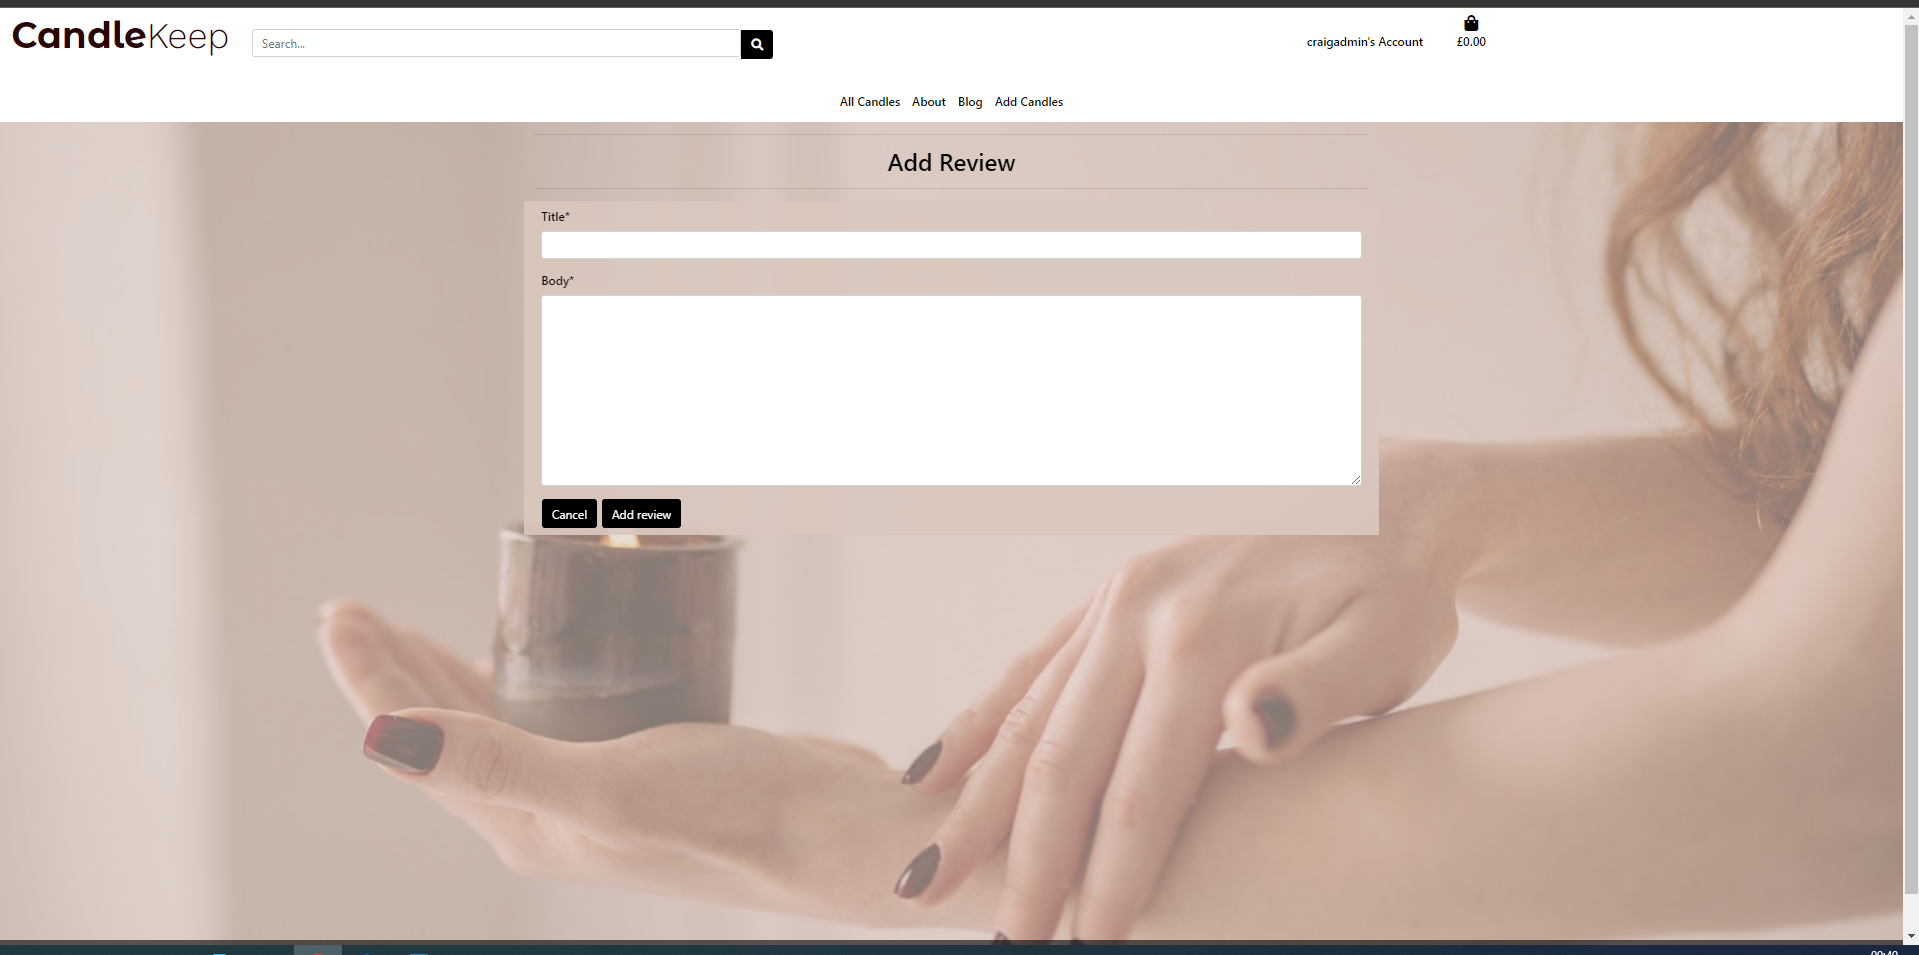 CandleKeep
Search...
craigadmin's Account
£0.00
All Candles About Blog Add Candles
Add Review
Title*
Body*
Cancel Add review